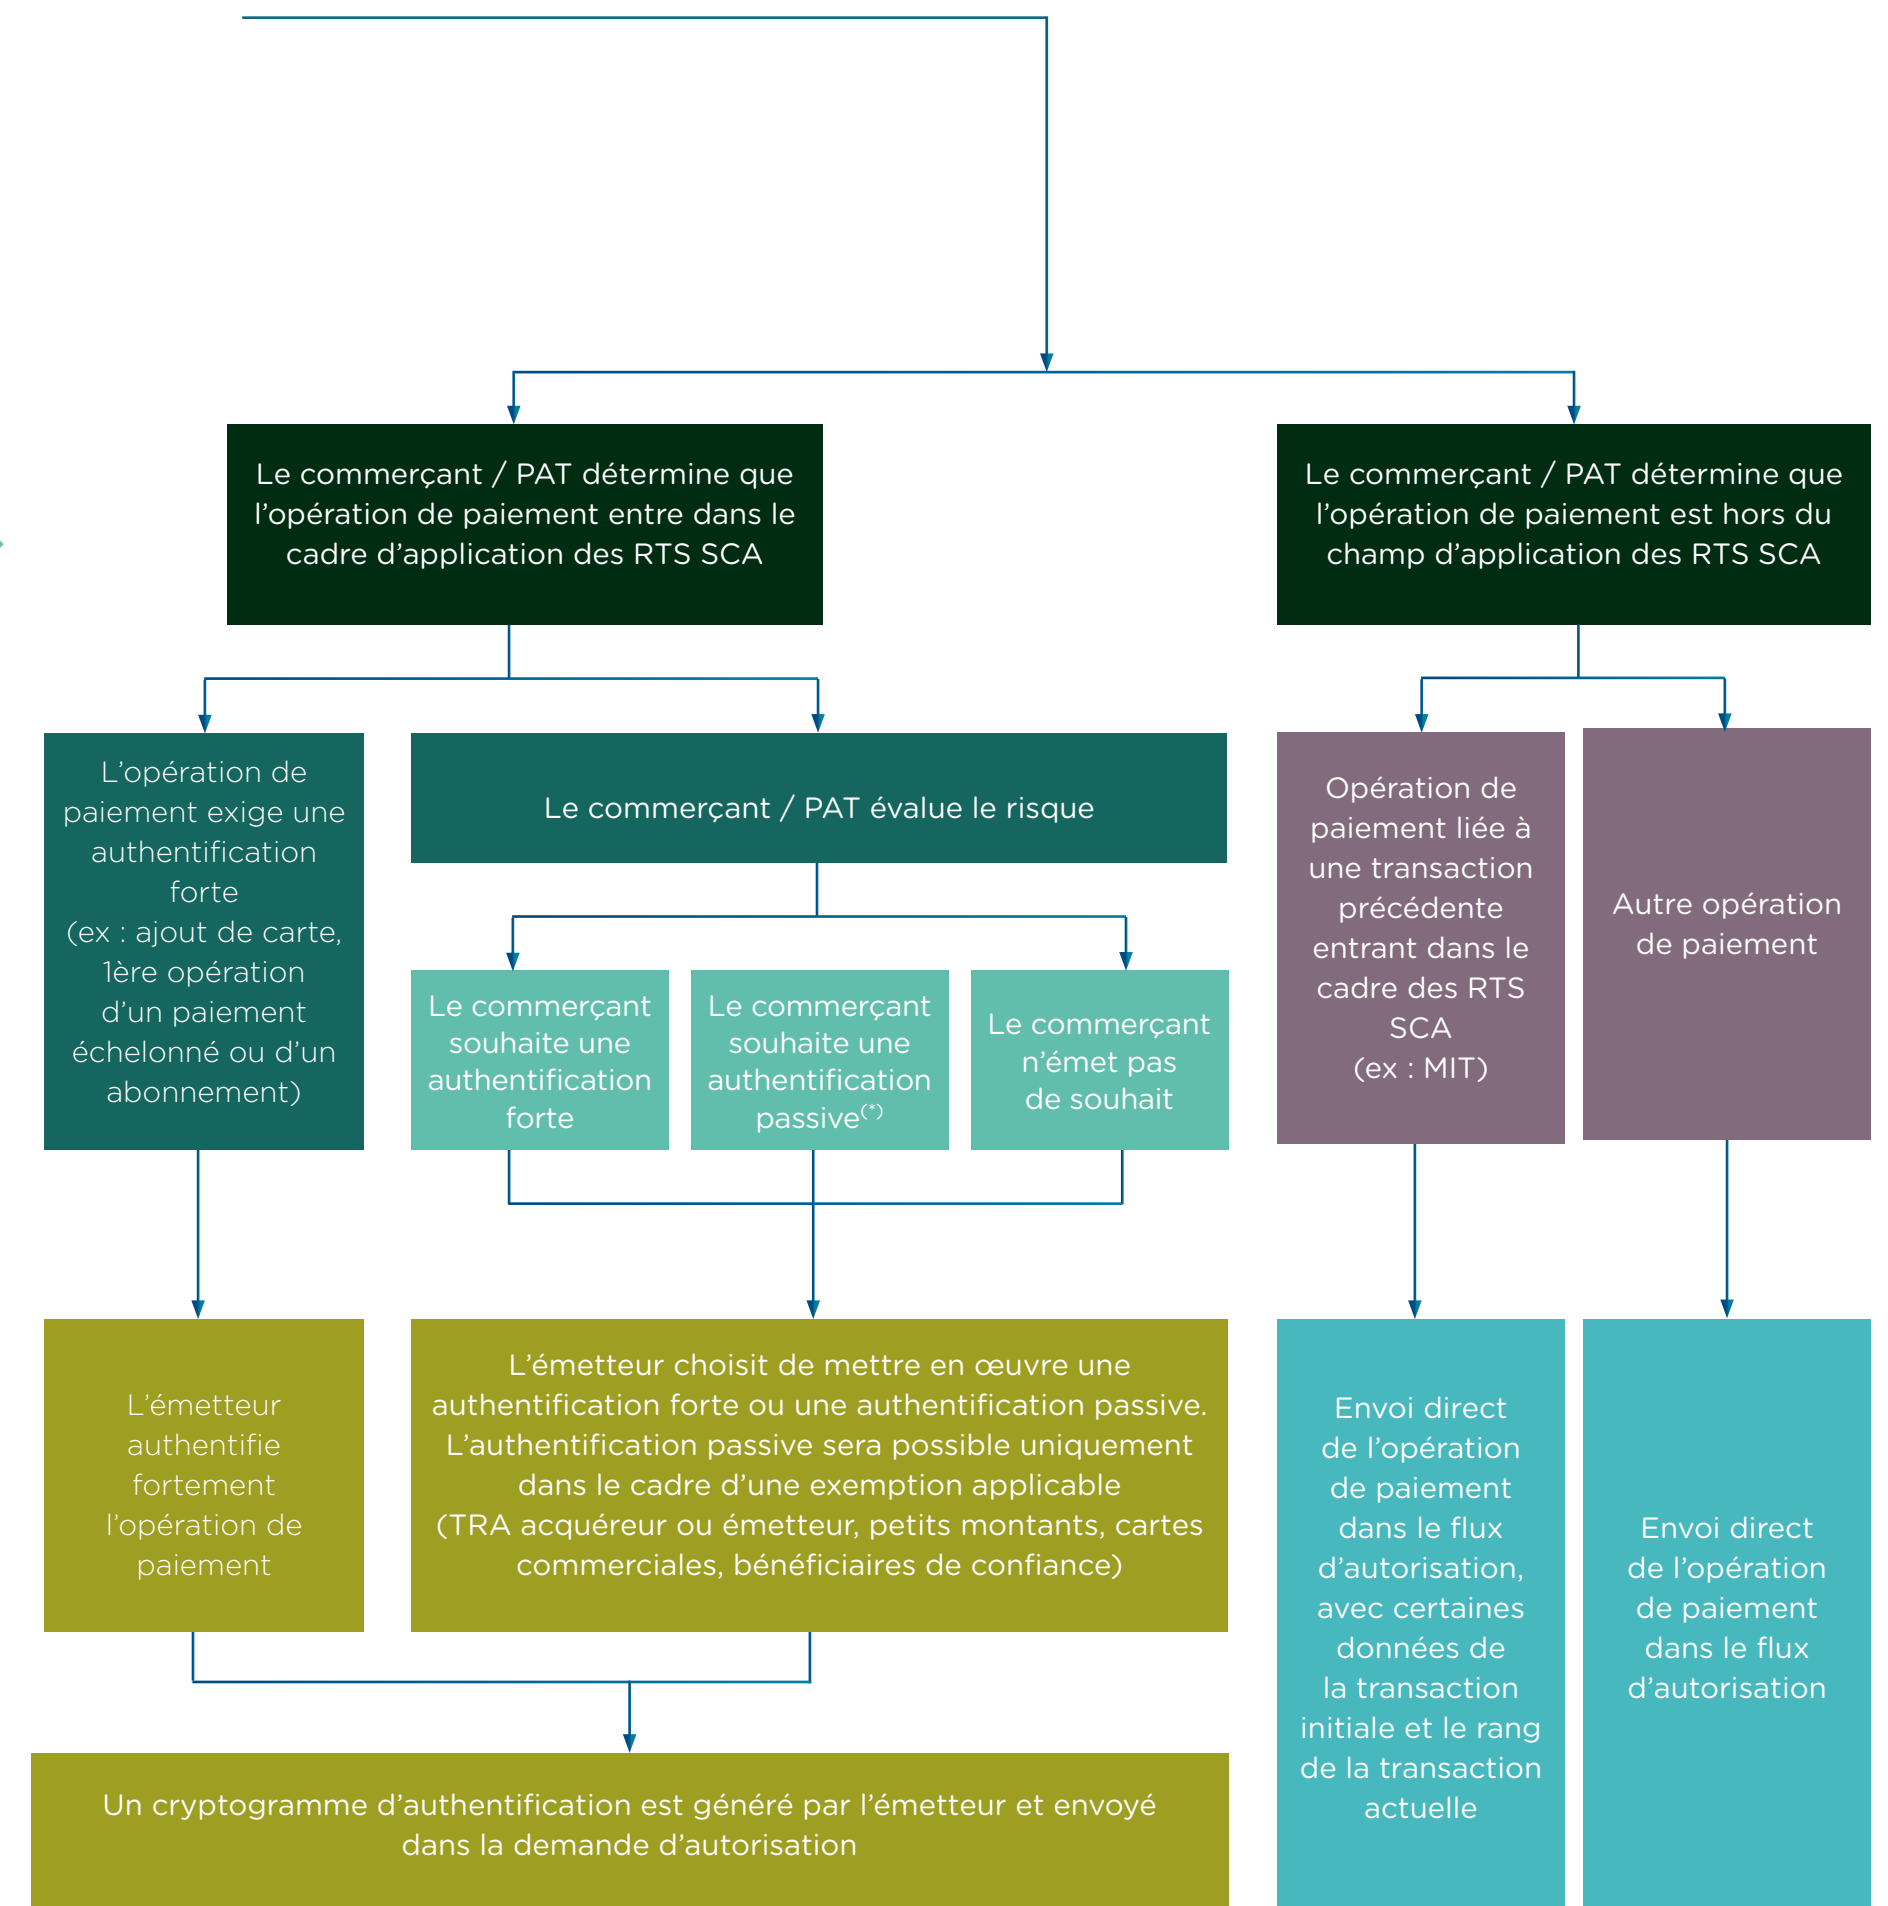 Le commerçant / PAT détermine que
l’opération de paiement entre dans le
cadre d’application des RTS SCA
Le commerçant / PAT détermine que
l’opération de paiement est hors du
champ d’application des RTS SCA
L’opération de
paiement exige une
authentification
forte
(ex : ajout de carte,
1ère opération
d’un paiement
échelonné ou d’un
abonnement)
Le commerçant / PAT évalue le risque
Opération de
paiement liée à
une transaction
précédente
entrant dans le
cadre des RTS
SCA
(ex : MIT)
Autre opération
de paiement
Le commerçant
souhaite une
authentification
forte
Le commerçant
souhaite une
authentification
passive(*)
Le commerçant
n’émet pas
de souhait
L’émetteur
authentifie
fortement
l’opération de
paiement
L’émetteur choisit de mettre en œuvre une
authentification forte ou une authentification passive.
L’authentification passive sera possible uniquement
dans le cadre d’une exemption applicable
(TRA acquéreur ou émetteur, petits montants, cartes
commerciales, bénéficiaires de confiance)
Envoi direct
de l’opération
de paiement
dans le flux
d’autorisation,
avec certaines
données de
la transaction
initiale et le rang
de la transaction
actuelle
Envoi direct
de l’opération
de paiement
dans le flux
d’autorisation
Un cryptogramme d’authentification est généré par l’émetteur et envoyé
dans la demande d’autorisation